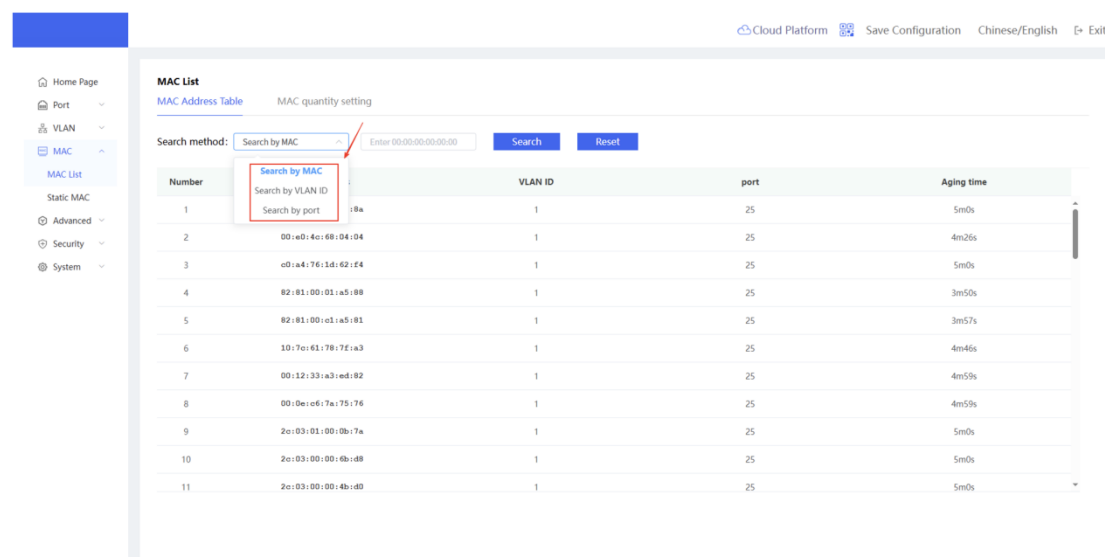 Cloud Platform Save Configuration Chinese/English Exit
Home Page
Port
VLAN
MAC
MAC List
Static MAC
Advanced
Security
System
MAC List
MAC Address Table MAC quantity setting
Search method: Search by MAC Enter 00:00:00:00:00:00 Search Reset
Search by MAC
Search by VLAN ID
Search by port
Number VLAN ID port Aging time
1 :8a 1 25 5m0s
2 00:e0:4c:68:04:04 1 25 4m26s
3 c0:a4:76:1d:62:f4 1 25 5m0s
4 82:81:00:01:a5:88 1 25 3m50s
5 82:81:00:c1:a5:81 1 25 3m57s
6 10:7c:61:78:7f:a3 1 25 4m46s
7 00:12:33:a3:ed:82 1 25 4m59s
8 00:0e:c6:7a:75:76 1 25 4m59s
9 2c:03:01:00:0b:7a 1 25 5m0s
10 2c:03:00:00:6b:d8 1 25 5m0s
11 2c:03:00:00:4b:d0 1 25 5m0s